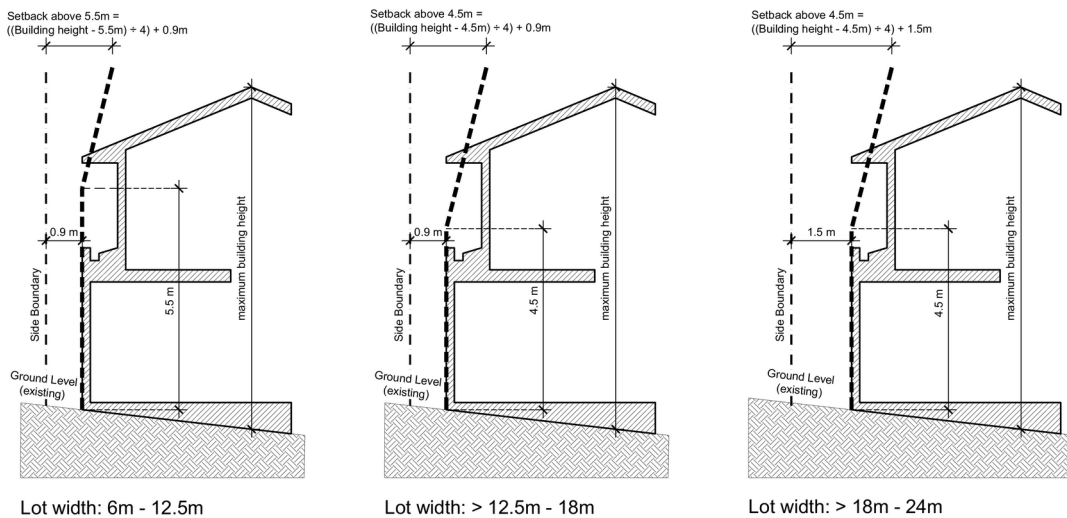 Setback above 5.5m =
((Building height - 5.5m) ÷ 4) + 0.9m
0.9 m
Side Boundary
5.5 m
maximum building height
Ground Level
(existing)
Lot width: 6m - 12.5m
Setback above 4.5m =
((Building height - 4.5m) ÷ 4) + 0.9m
0.9 m
Side Boundary
4.5 m
maximum building height
Ground Level
(existing)
Lot width: > 12.5m - 18m
Setback above 4.5m =
((Building height - 4.5m) ÷ 4) + 1.5m
1.5 m
Side Boundary
4.5 m
maximum building height
Ground Level
(existing)
Lot width: > 18m - 24m